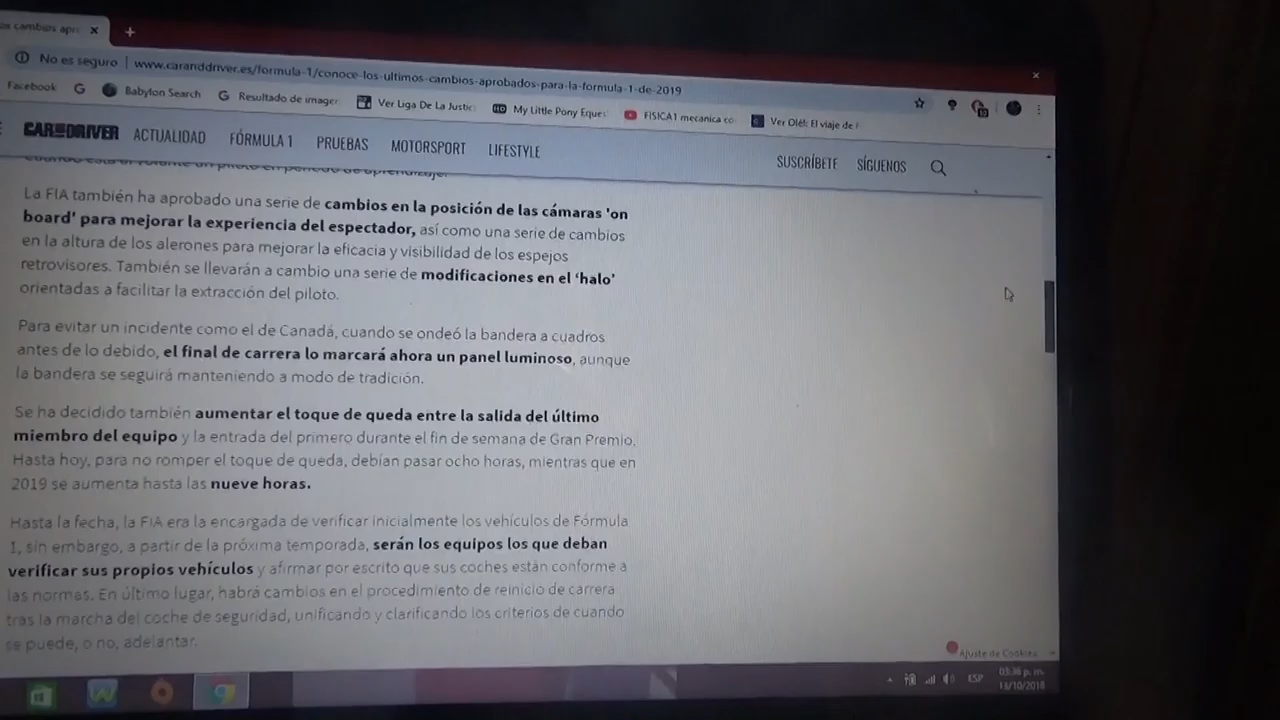 cambios apr
No es seguro | www.caranddriver.es/formula-1/conoce-los-ultimos-cambios-aprobados-para-la-formula-1-de-2019
Facebook Babylon Search Resultado de imager Ver Liga De La Justic My Little Pony Eques FISICA1 mecanica co Ver Olé!: El viaje de F
CAR AND DRIVER ACTUALIDAD FÓRMULA 1 PRUEBAS MOTORSPORT LIFESTYLE SUSCRÍBETE SÍGUENOS
La FIA también ha aprobado una serie de cambios en la posición de las cámaras 'on
board' para mejorar la experiencia del espectador, así como una serie de cambios
en la altura de los alerones para mejorar la eficacia y visibilidad de los espejos
retrovisores. También se llevarán a cambio una serie de modificaciones en el 'halo'
orientadas a facilitar la extracción del piloto.
Para evitar un incidente como el de Canadá, cuando se ondeó la bandera a cuadros
antes de lo debido, el final de carrera lo marcará ahora un panel luminoso, aunque
la bandera se seguirá manteniendo a modo de tradición.
Se ha decidido también aumentar el toque de queda entre la salida del último
miembro del equipo y la entrada del primero durante el fin de semana de Gran Premio.
Hasta hoy, para no romper el toque de queda, debían pasar ocho horas, mientras que en
2019 se aumenta hasta las nueve horas.
Hasta la fecha, la FIA era la encargada de verificar inicialmente los vehículos de Fórmula
1, sin embargo, a partir de la próxima temporada, serán los equipos los que deban
verificar sus propios vehículos y afirmar por escrito que sus coches están conforme a
las normas. En último lugar, habrá cambios en el procedimiento de reinicio de carrera
tras la marcha del coche de seguridad, unificando y clarificando los criterios de cuando
se puede, o no, adelantar.
Ajuste de Cookies
ESP 03:36 p. m.
13/10/2018